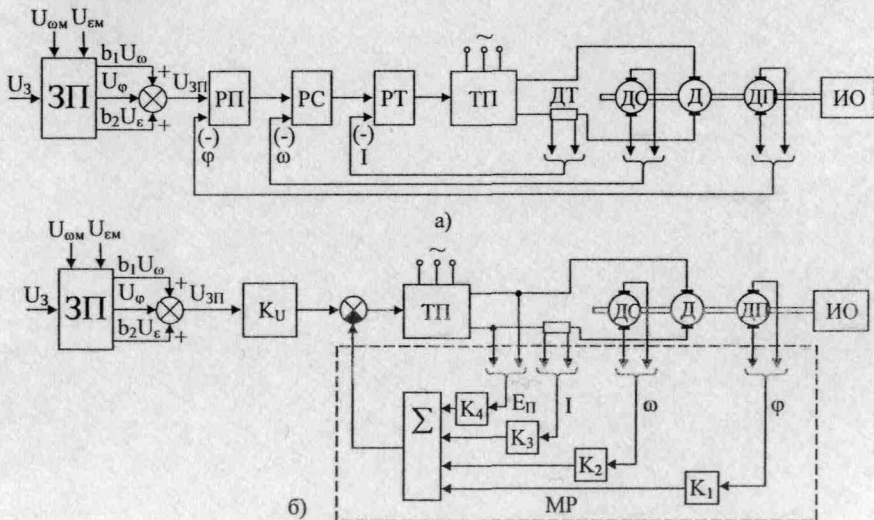 U_ωм U_εм
b₁U_ω +
U_з ЗП U_φ U_ЗП РП РС РТ ТП ~ ДТ ДС Д ДП ИО
b₂U_ε +
(-) (-) (-)
φ ω I
а)
U_ωм U_εм
b₁U_ω +
U_з ЗП U_φ U_ЗП K_U ТП ~ ДС Д ДП ИО
b₂U_ε +
Σ K₄ E_П I ω φ
K₃
K₂
K₁
МР
б)